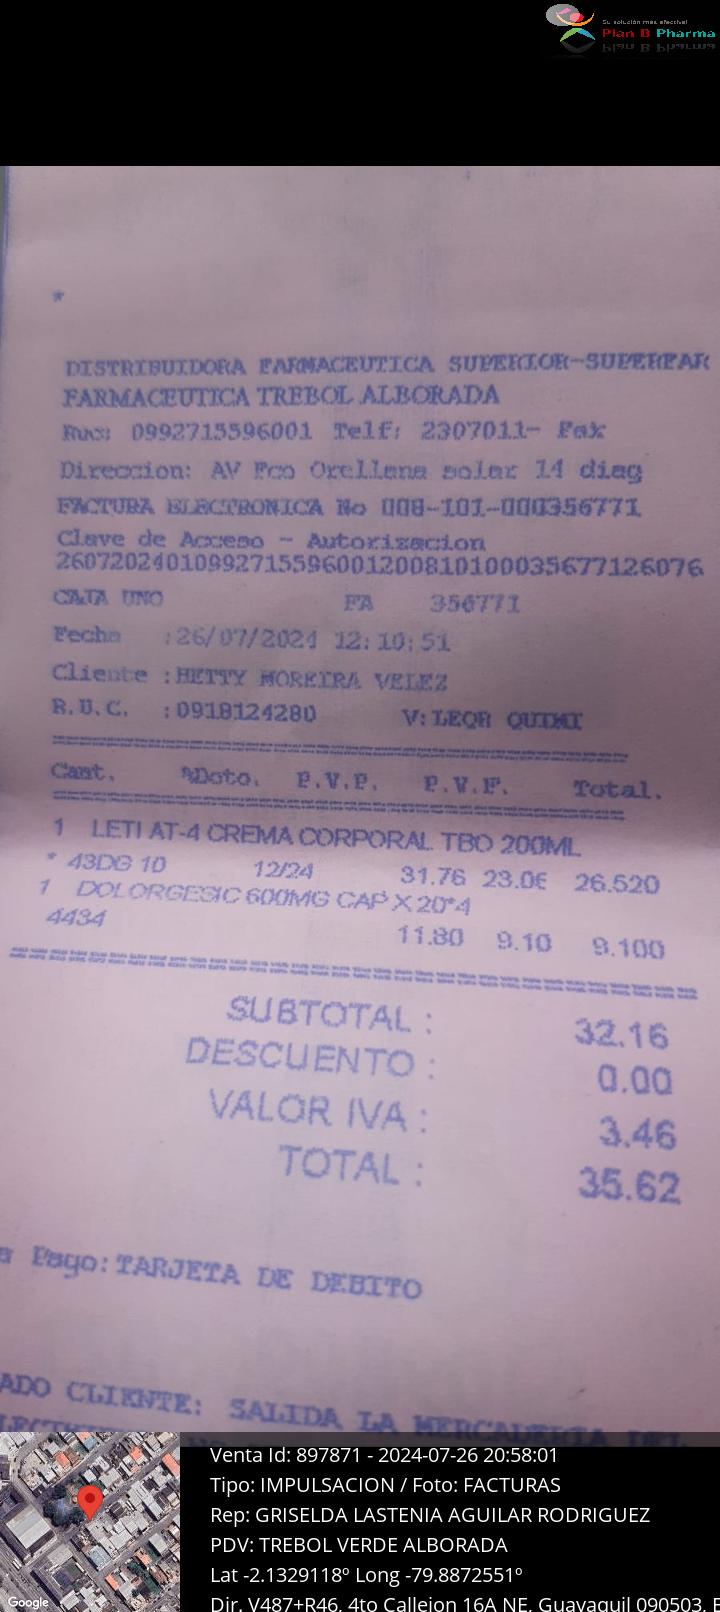 Su solución más efectiva!
Plan B Pharma
*
DISTRIBUIDORA FARMACEUTICA SUPERIOR-SUPERFAR
FARMACEUTICA TREBOL ALBORADA
Ruc: 0992715596001 Telf: 2307011- Fax
Direccion: AV Fco Orellana solar 14 diag
FACTURA ELECTRONICA No 008-101-000356771
Clave de Acceso - Autorizacion
26072024010992715596001200810100035677126076
CAJA UNO FA 356771
Fecha :26/07/2024 12:10:51
Cliente :HETTY MOREIRA VELEZ
R.U.C. :0918124280 V:LEOR QUIMI
Cant. %Dcto. P.V.P. P.V.F. Total.
1 LETI AT-4 CREMA CORPORAL TBO 200ML
* 43DG 10 12/24 31.76 23.06 26.520
1 DOLORGESIC 600MG CAP X 20*4
4434 11.80 9.10 9.100
SUBTOTAL : 32.16
DESCUENTO : 0.00
VALOR IVA : 3.46
TOTAL : 35.62
a Pago:TARJETA DE DEBITO
ADO CLIENTE: SALIDA LA MERCADERIA DEL
Google
Venta Id: 897871 - 2024-07-26 20:58:01
Tipo: IMPULSACION / Foto: FACTURAS
Rep: GRISELDA LASTENIA AGUILAR RODRIGUEZ
PDV: TREBOL VERDE ALBORADA
Lat -2.1329118º Long -79.8872551º
Dir. V487+R46, 4to Callejon 16A NE, Guayaquil 090503, E